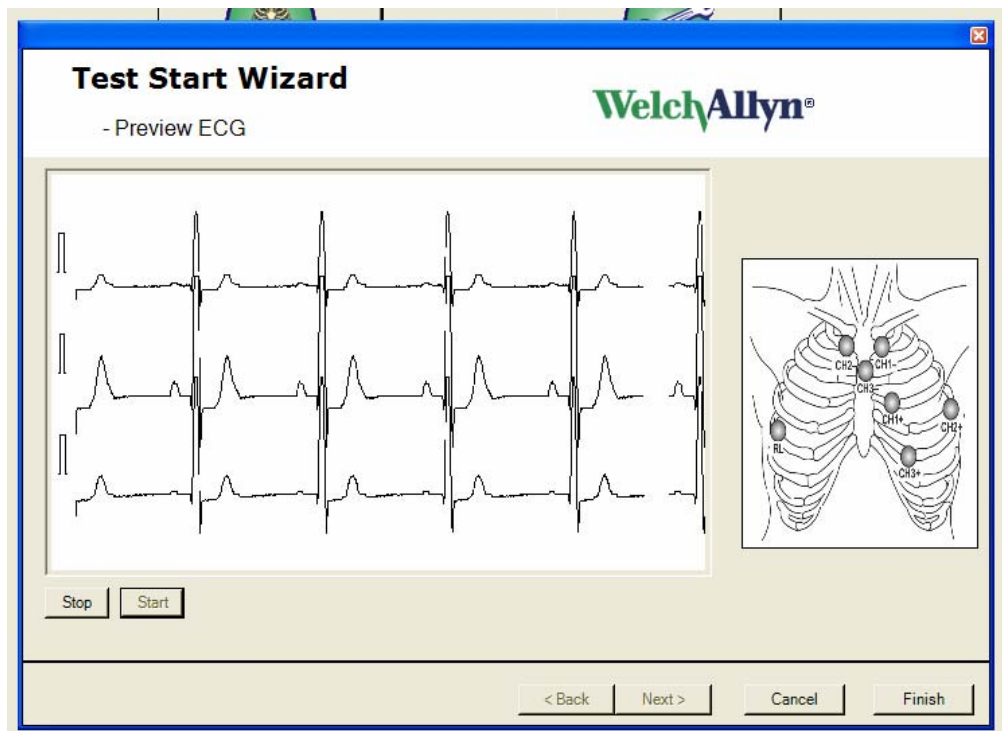 Test Start Wizard
- Preview ECG
WelchAllyn®
CH2- CH1-
CH3-
CH1+
CH2+
RL
CH3+
Stop Start
< Back Next > Cancel Finish